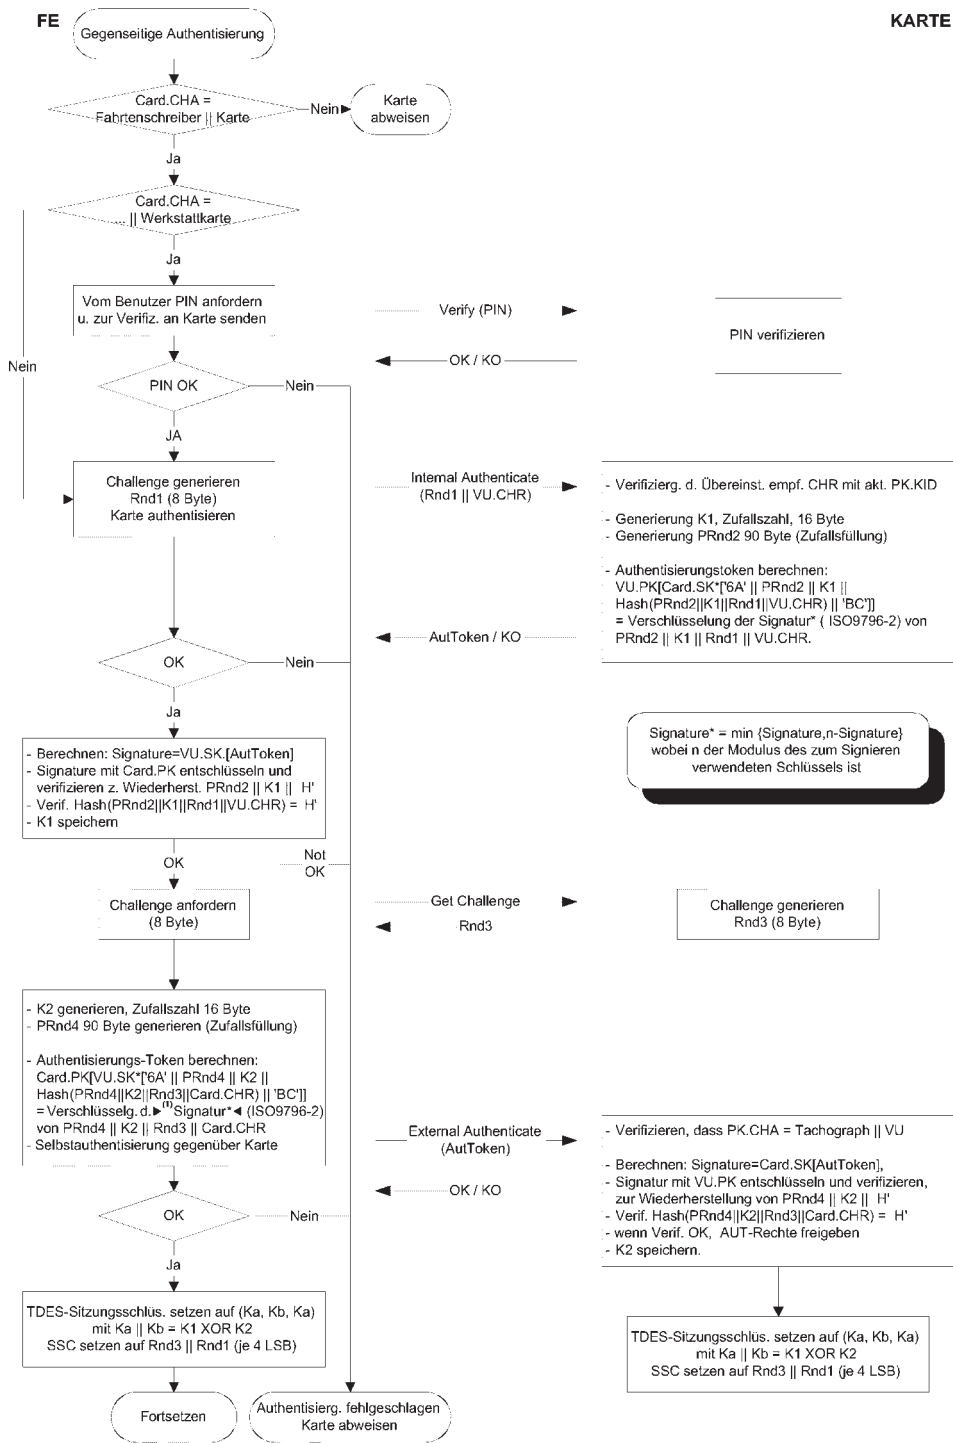 FE
KARTE
Gegenseitige Authentisierung
Card.CHA =
Fahrtenschreiber || Karte
Nein
Karte
abweisen
Ja
Card.CHA =
... || Werkstattkarte
Ja
Vom Benutzer PIN anfordern
u. zur Verifiz. an Karte senden
Verify (PIN)
PIN verifizieren
OK / KO
Nein
PIN OK
Nein
JA
Challenge generieren
Rnd1 (8 Byte)
Karte authentisieren
Internal Authenticate
(Rnd1 || VU.CHR)
- Verifizierg. d. Übereinst. empf. CHR mit akt. PK.KID
- Generierung K1, Zufallszahl, 16 Byte
- Generierung PRnd2 90 Byte (Zufallsfüllung)
- Authentisierungstoken berechnen:
VU.PK[Card.SK*['6A' || PRnd2 || K1 ||
Hash(PRnd2||K1||Rnd1||VU.CHR) || 'BC']]
= Verschlüsselung der Signatur* ( ISO9796-2) von
PRnd2 || K1 || Rnd1 || VU.CHR.
AutToken / KO
OK
Nein
Ja
Signature* = min {Signature,n-Signature}
wobei n der Modulus des zum Signieren
verwendeten Schlüssels ist
- Berechnen: Signature=VU.SK.[AutToken]
- Signature mit Card.PK entschlüseln und
verifizieren z. Wiederherst. PRnd2 || K1 || H'
- Verif. Hash(PRnd2||K1||Rnd1||VU.CHR) = H'
- K1 speichern
OK
Not
OK
Challenge anfordern
(8 Byte)
Get Challenge
Rnd3
Challenge generieren
Rnd3 (8 Byte)
- K2 generieren, Zufallszahl 16 Byte
- PRnd4 90 Byte generieren (Zufallsfüllung)
- Authentisierungs-Token berechnen:
Card.PK[VU.SK*['6A' || PRnd4 || K2 ||
Hash(PRnd4||K2||Rnd3||Card.CHR) || 'BC']]
= Verschlüsselg. d.►(1)Signatur*◄ (ISO9796-2)
von PRnd4 || K2 || Rnd3 || Card.CHR
- Selbstauthentisierung gegenüber Karte
External Authenticate
(AutToken)
- Verifizieren, dass PK.CHA = Tachograph || VU
- Berechnen: Signature=Card.SK[AutToken],
- Signatur mit VU.PK entschlüseln und verifizieren,
zur Wiederherstellung von PRnd4 || K2 || H'
- Verif. Hash(PRnd4||K2||Rnd3||Card.CHR) = H'
- wenn Verif. OK, AUT-Rechte freigeben
- K2 speichern.
OK / KO
OK
Nein
Ja
TDES-Sitzungsschlüs. setzen auf (Ka, Kb, Ka)
mit Ka || Kb = K1 XOR K2
SSC setzen auf Rnd3 || Rnd1 (je 4 LSB)
TDES-Sitzungsschlüs. setzen auf (Ka, Kb, Ka)
mit Ka || Kb = K1 XOR K2
SSC setzen auf Rnd3 || Rnd1 (je 4 LSB)
Fortsetzen
Authentisierg. fehlgeschlagen
Karte abweisen